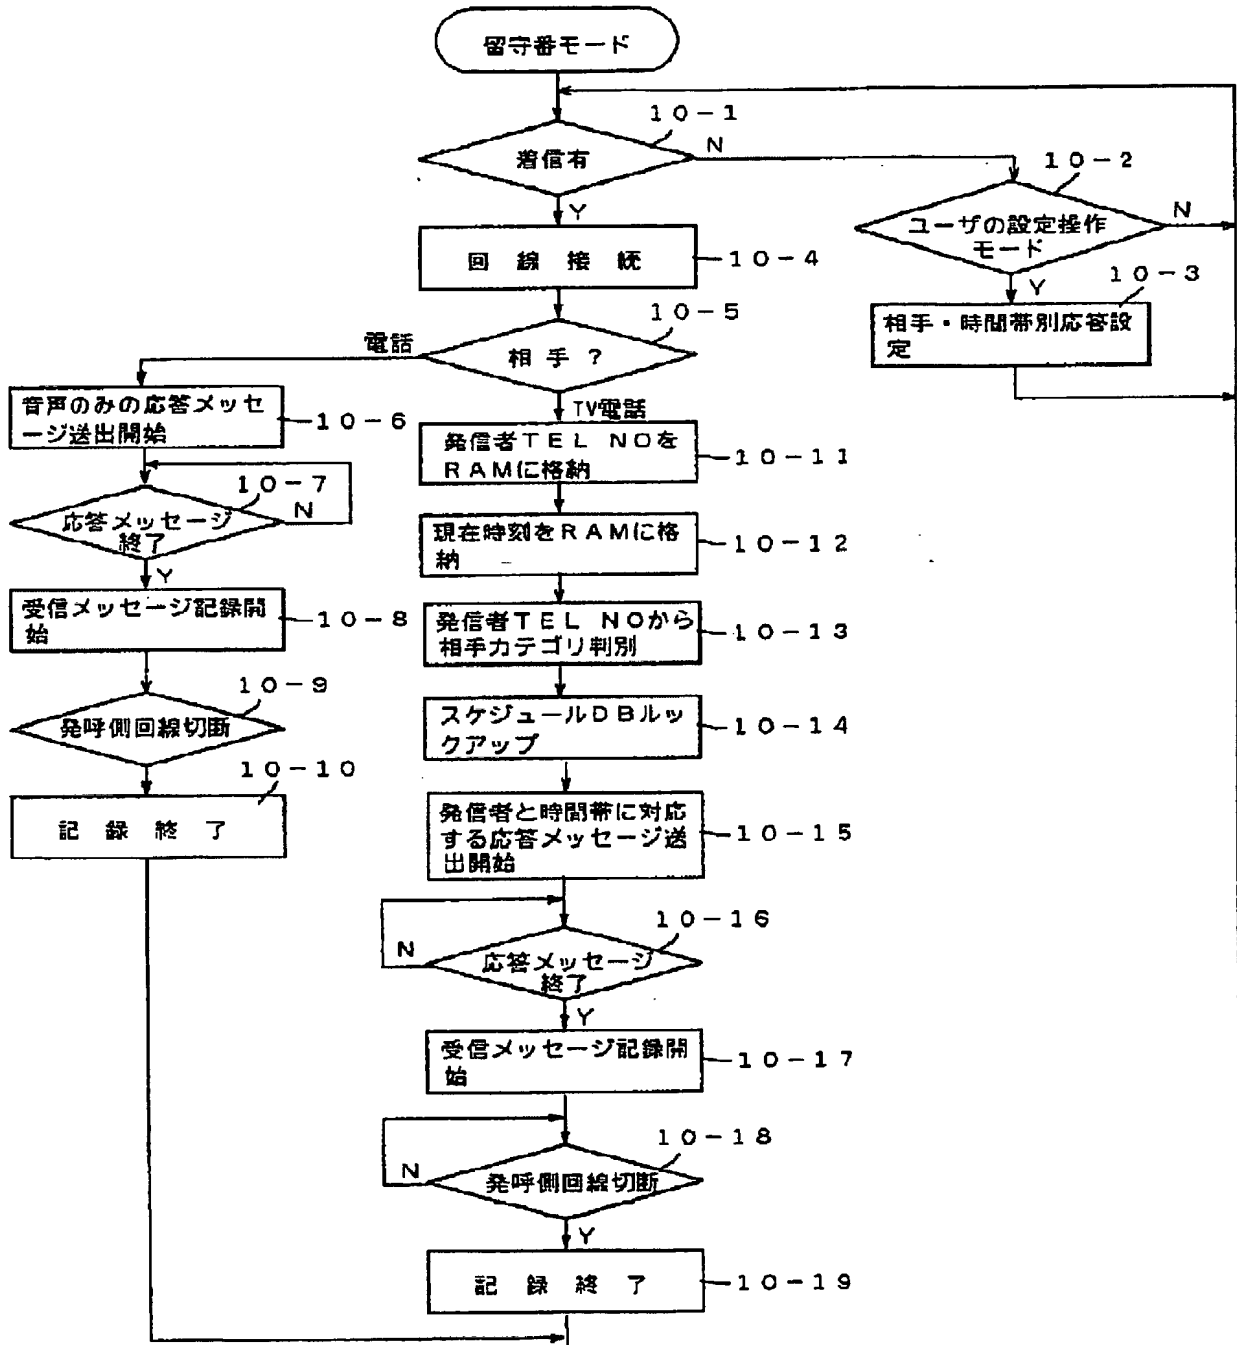 留守番モード
10-1
着信有
N
Y
10-2
ユーザの設定操作
モード
N
Y
10-3
相手・時間帯別応答設
定
回線接続
10-4
10-5
相手？
電話
TV電話
音声のみの応答メッセ
ージ送出開始
10-6
10-7
応答メッセージ
終了
N
Y
受信メッセージ記録開
始
10-8
10-9
発呼側回線切断
10-10
記録終了
発信者TEL NOを
RAMに格納
10-11
現在時刻をRAMに格
納
10-12
発信者TEL NOから
相手カテゴリ判別
10-13
スケジュールDBルッ
クアップ
10-14
発信者と時間帯に対応
する応答メッセージ送
出開始
10-15
10-16
応答メッセージ
終了
N
Y
受信メッセージ記録開
始
10-17
10-18
発呼側回線切断
N
Y
記録終了
10-19